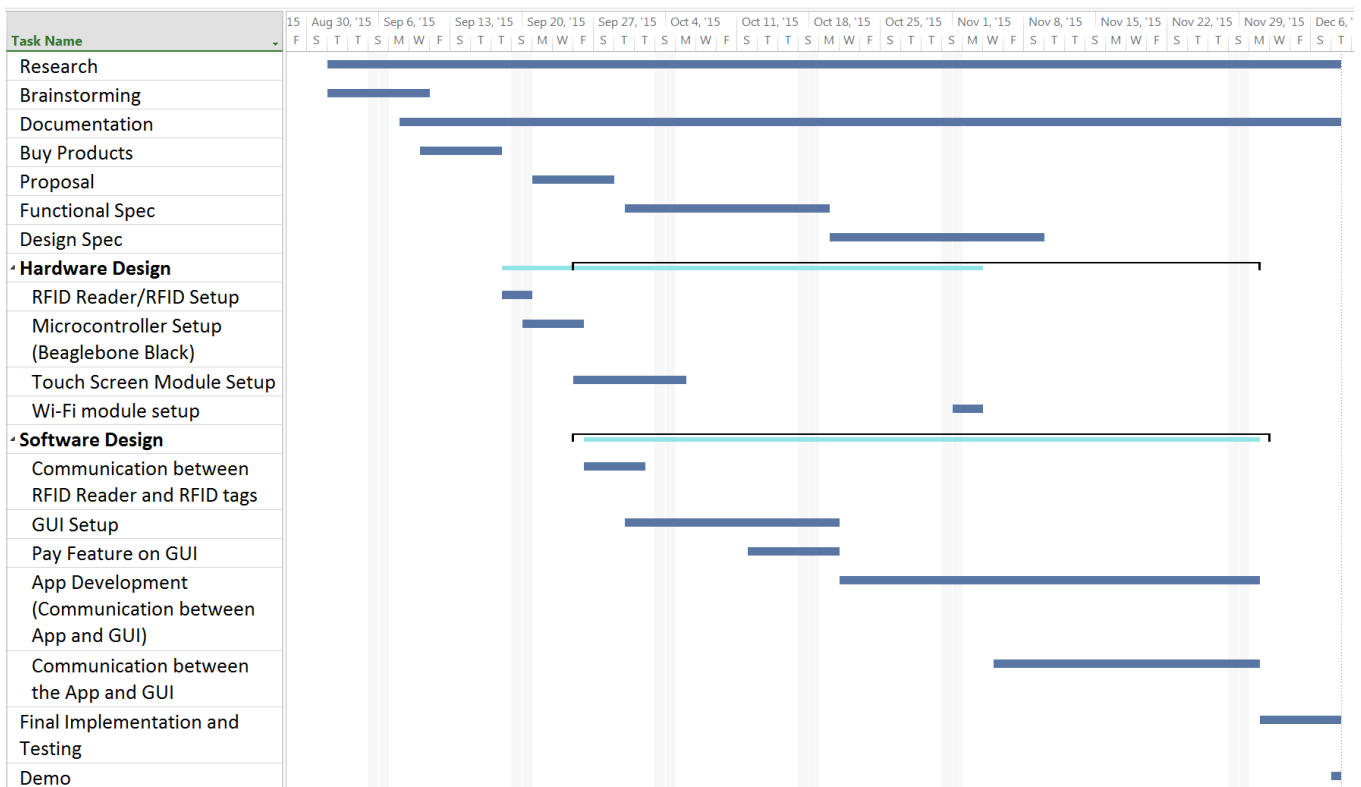 15 Aug 30, '15 Sep 6, '15 Sep 13, '15 Sep 20, '15 Sep 27, '15 Oct 4, '15 Oct 11, '15 Oct 18, '15 Oct 25, '15 Nov 1, '15 Nov 8, '15 Nov 15, '15 Nov 22, '15 Nov 29, '15 Dec 6, '
Task Name F S T T S M W F S T T S M W F S T T S M W F S T T S M W F S T T S M W F S T T S M W F S T T S M W F S T
Research
Brainstorming
Documentation
Buy Products
Proposal
Functional Spec
Design Spec
Hardware Design
RFID Reader/RFID Setup
Microcontroller Setup
(Beaglebone Black)
Touch Screen Module Setup
Wi-Fi module setup
Software Design
Communication between
RFID Reader and RFID tags
GUI Setup
Pay Feature on GUI
App Development
(Communication between
App and GUI)
Communication between
the App and GUI
Final Implementation and
Testing
Demo